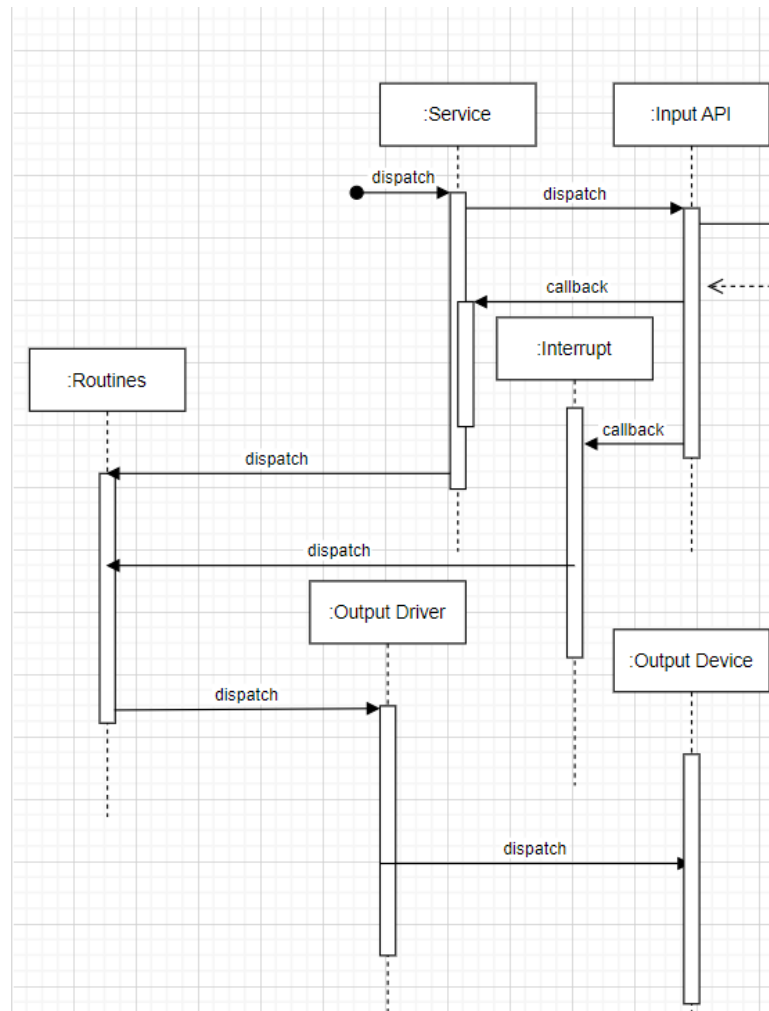 :Service
:Input API
dispatch
dispatch
callback
:Interrupt
:Routines
callback
dispatch
dispatch
:Output Driver
:Output Device
dispatch
dispatch